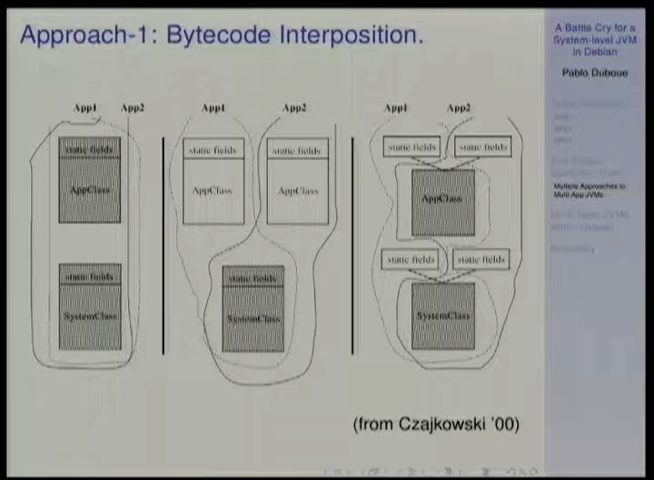 Approach-1: Bytecode Interposition.
A Battle Cry for a
System-level JVM
in Debian
Pablo Duboue
Multiple Approaches to
Multi-App JVMs
App1
App2
static fields
AppClass
static fields
SystemClass
App1
App2
static fields
static fields
AppClass
AppClass
static fields
SystemClass
App1
App2
static fields
static fields
AppClass
static fields
static fields
SystemClass
(from Czajkowski '00)